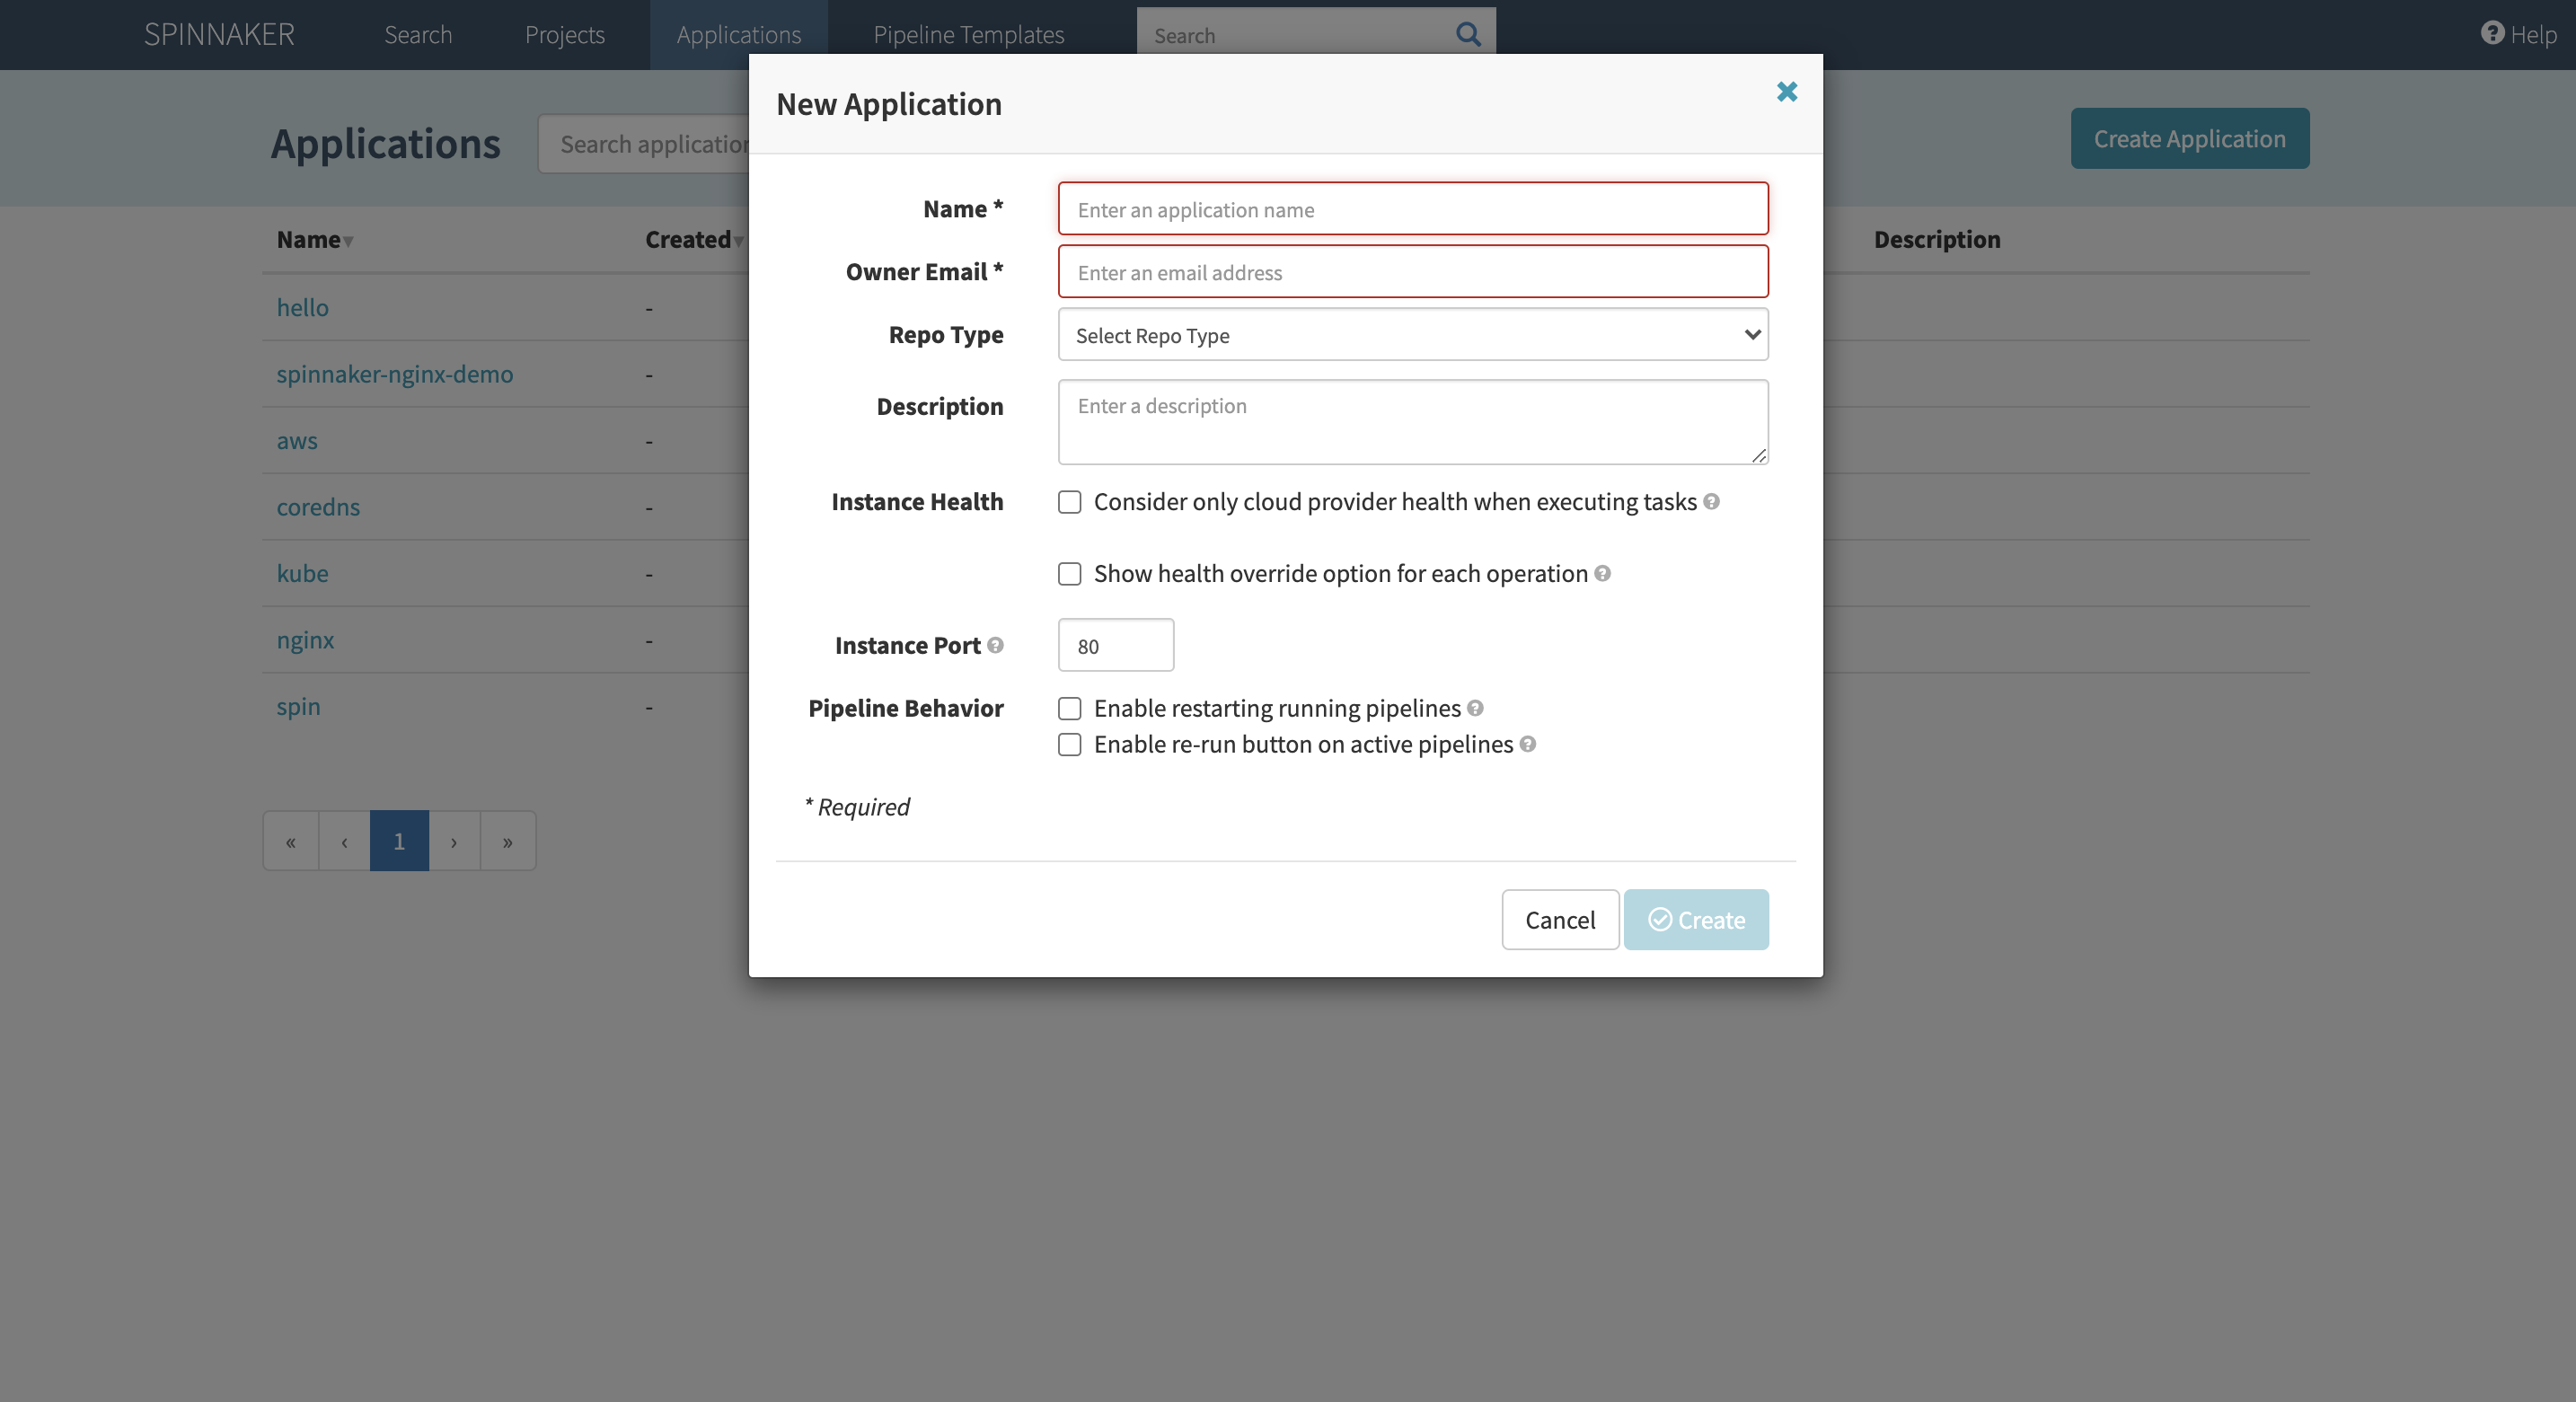 SPINNAKER Search Projects Applications Pipeline Templates Search Help
Applications Search application Create Application
Name Created Description
hello -
spinnaker-nginx-demo -
aws -
coredns -
kube -
nginx -
spin -
« ‹ 1 › »
New Application
Name * Enter an application name
Owner Email * Enter an email address
Repo Type Select Repo Type
Description Enter a description
Instance Health Consider only cloud provider health when executing tasks
Show health override option for each operation
Instance Port 80
Pipeline Behavior Enable restarting running pipelines
Enable re-run button on active pipelines
* Required
Cancel Create